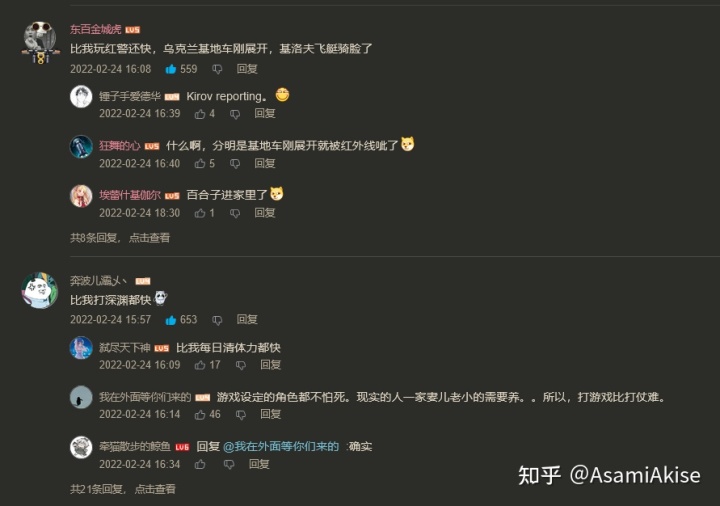 东百金城虎 LV5
比我玩红警还快，乌克兰基地车刚展开，基洛夫飞艇骑脸了
2022-02-24 16:08 559 回复
锤子手爱德华 Kirov reporting。
2022-02-24 16:39 4 回复
狂舞的心 LV5 什么啊，分明是基地车刚展开就被红外线呲了
2022-02-24 16:40 5 回复
埃蕾什基伽尔 LV5 百合子进家里了
2022-02-24 18:30 1 回复
共8条回复，点击查看
奔波儿灞乄丶
比我打深渊都快
2022-02-24 15:57 653 回复
弑尽天下神 LV5 比我每日清体力都快
2022-02-24 16:09 17 回复
我在外面等你们来的 游戏设定的角色都不怕死。现实的人一家妻儿老小的需要养。。所以，打游戏比打仗难。
2022-02-24 16:14 46 回复
牵猫散步的鲸鱼 LV6 回复 @我在外面等你们来的 :确实
2022-02-24 16:34 回复
共21条回复，点击查看
知乎 @AsamiAkise